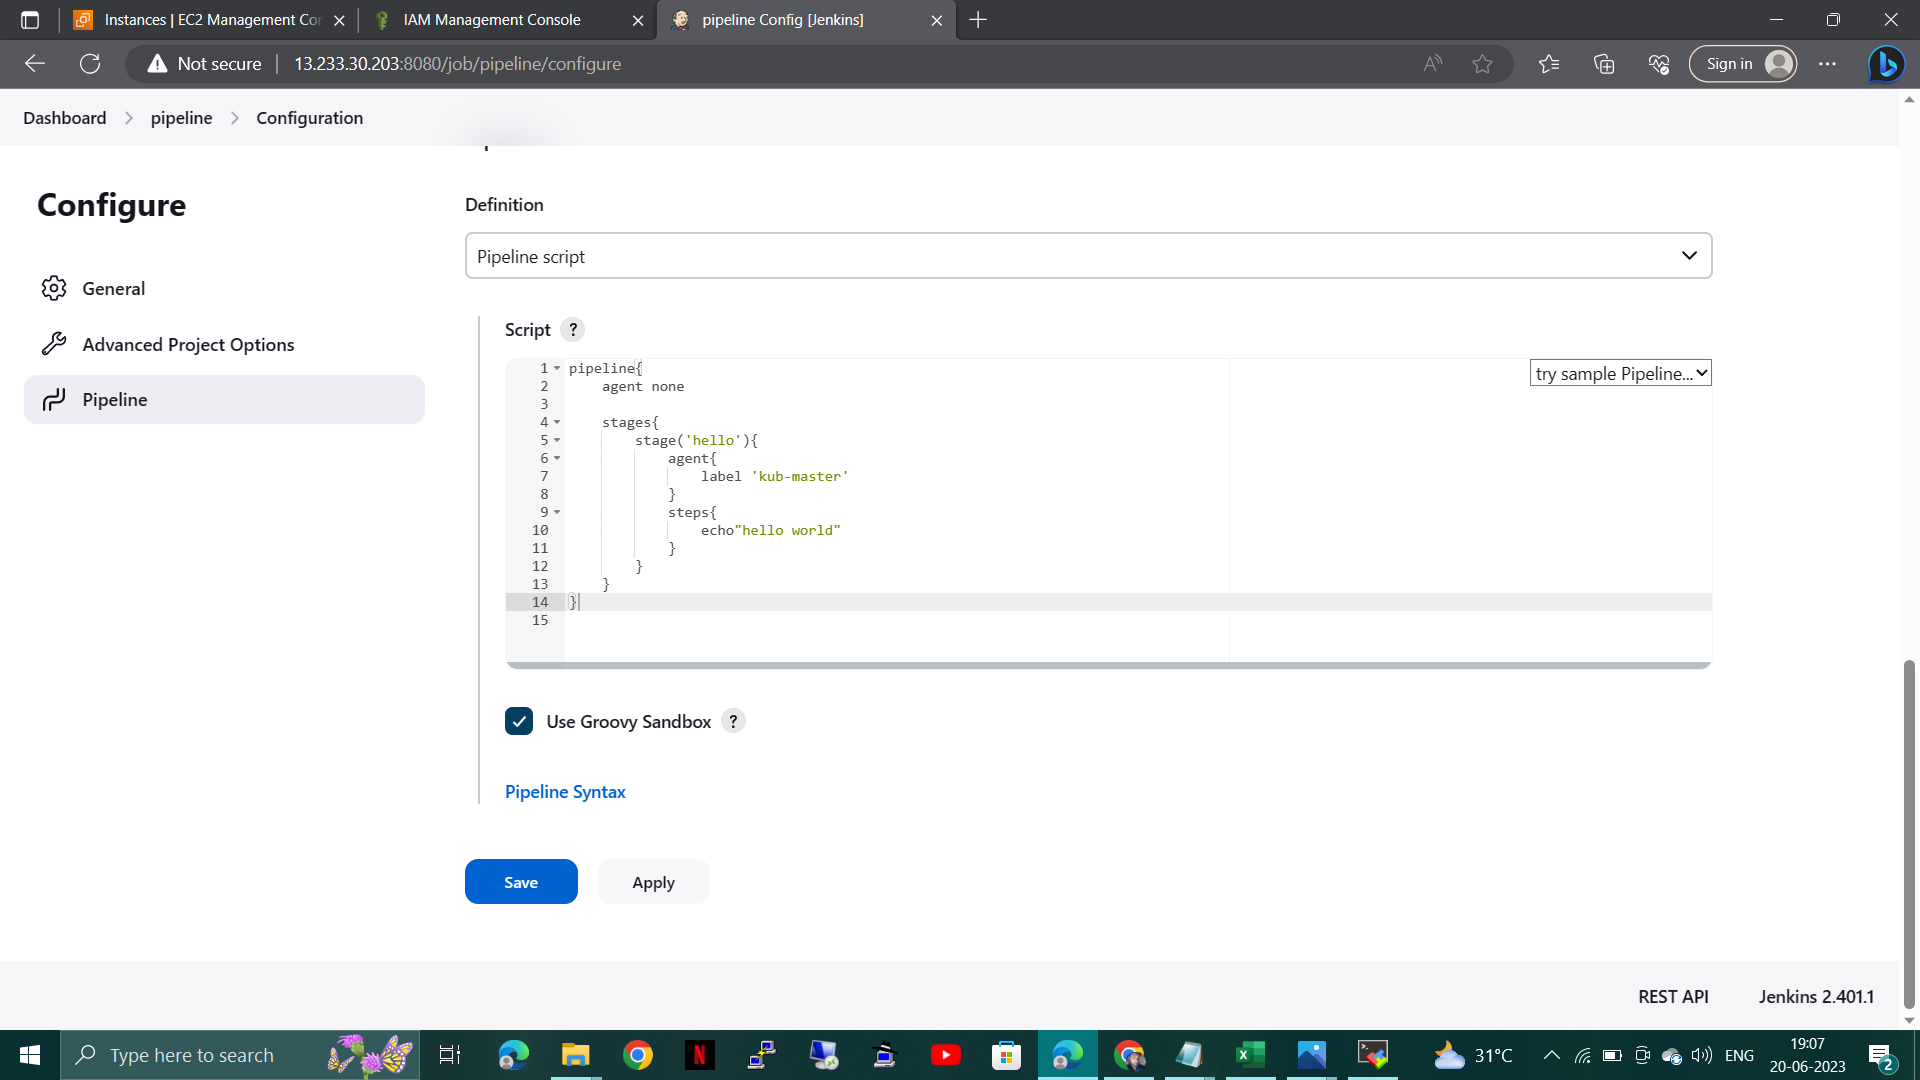 Instances | EC2 Management Cor
IAM Management Console
pipeline Config [Jenkins]
Not secure
13.233.30.203:8080/job/pipeline/configure
Sign in
Dashboard
pipeline
Configuration
Configure
General
Advanced Project Options
Pipeline
Definition
Pipeline script
Script ?
try sample Pipeline...
1 pipeline{
2 agent none
3
4 stages{
5 stage('hello'){
6 agent{
7 label 'kub-master'
8 }
9 steps{
10 echo"hello world"
11 }
12 }
13 }
14 }
15
Use Groovy Sandbox ?
Pipeline Syntax
Save
Apply
REST API
Jenkins 2.401.1
Type here to search
31°C
ENG
19:07
20-06-2023
2